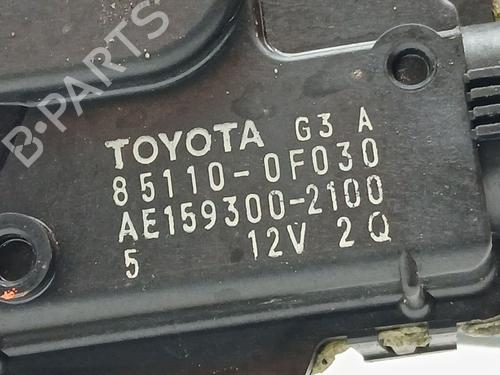 B-PARTS
TOYOTA G3 A
85110-0F030
AE159300-2100
5 12V 2Q